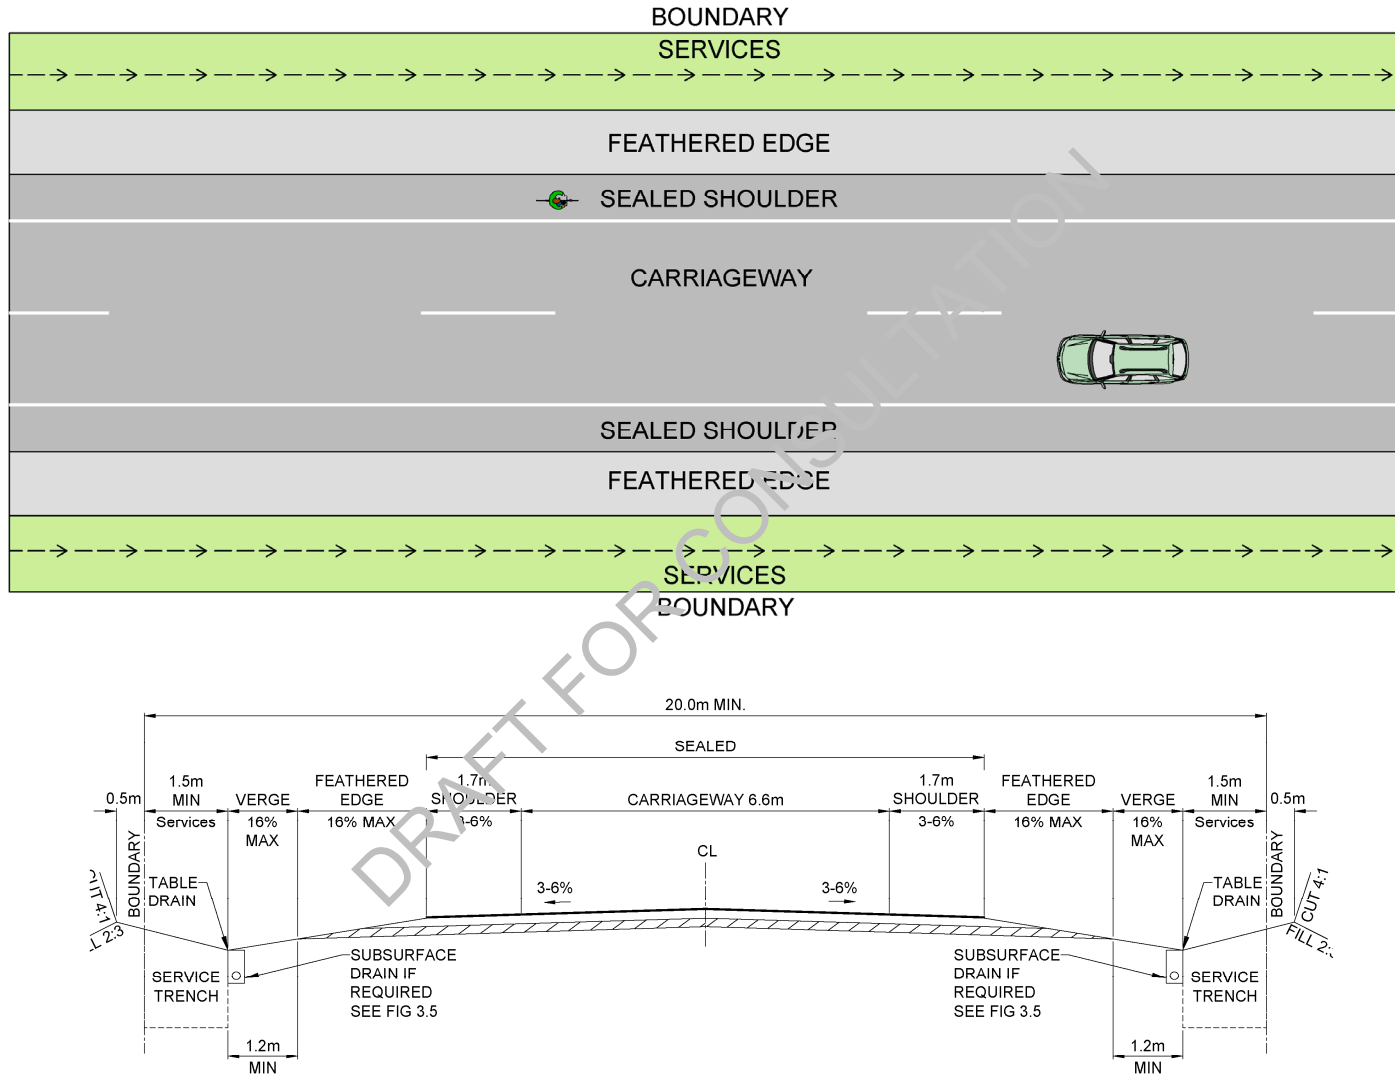 BOUNDARY
SERVICES
FEATHERED EDGE
SEALED SHOULDER
CARRIAGEWAY
SEALED SHOULDER
FEATHERED EDGE
SERVICES
BOUNDARY
DRAFT FOR CONSULTATION
20.0m MIN.
SEALED
0.5m
1.5m
MIN
Services
VERGE
16%
MAX
FEATHERED
EDGE
16% MAX
1.7m
SHOULDER
3-6%
CARRIAGEWAY 6.6m
1.7m
SHOULDER
3-6%
FEATHERED
EDGE
16% MAX
VERGE
16%
MAX
1.5m
MIN
Services
0.5m
BOUNDARY
CUT 4:1
TABLE
DRAIN
3-6%
CL
3-6%
TABLE
DRAIN
BOUNDARY
CUT 4:1
SERVICE
TRENCH
SUBSURFACE
DRAIN IF
REQUIRED
SEE FIG 3.5
SUBSURFACE
DRAIN IF
REQUIRED
SEE FIG 3.5
SERVICE
TRENCH
1.2m
MIN
1.2m
MIN